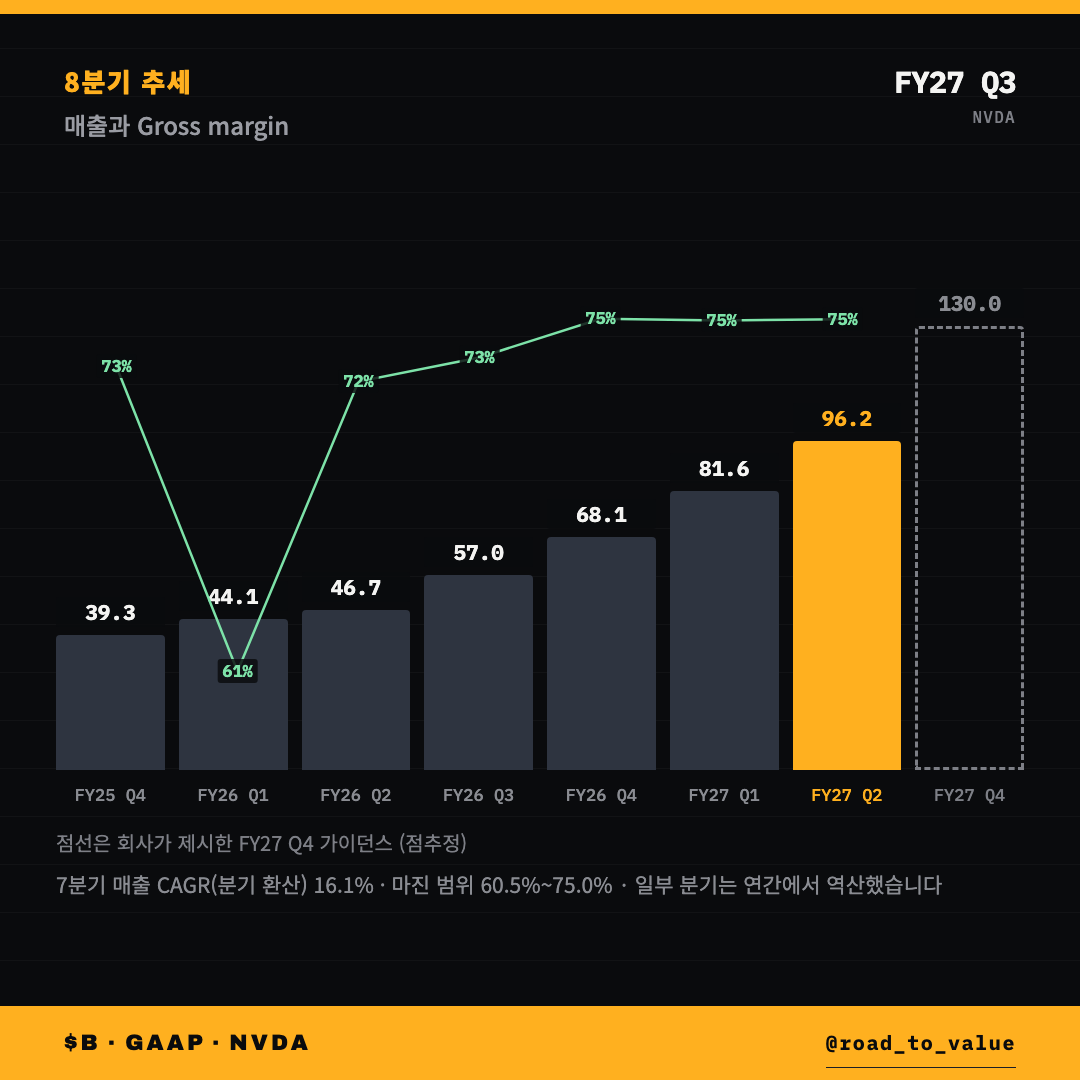 8분기 추세
매출과 Gross margin
FY27 Q3
NVDA
130.0
75% 75% 75%
73% 72% 73%
96.2
81.6
68.1
57.0
46.7
44.1
39.3
61%
FY25 Q4 FY26 Q1 FY26 Q2 FY26 Q3 FY26 Q4 FY27 Q1 FY27 Q2 FY27 Q4
점선은 회사가 제시한 FY27 Q4 가이던스 (점추정)
7분기 매출 CAGR(분기 환산) 16.1% · 마진 범위 60.5%~75.0% · 일부 분기는 연간에서 역산했습니다
$B · GAAP · NVDA
@road_to_value